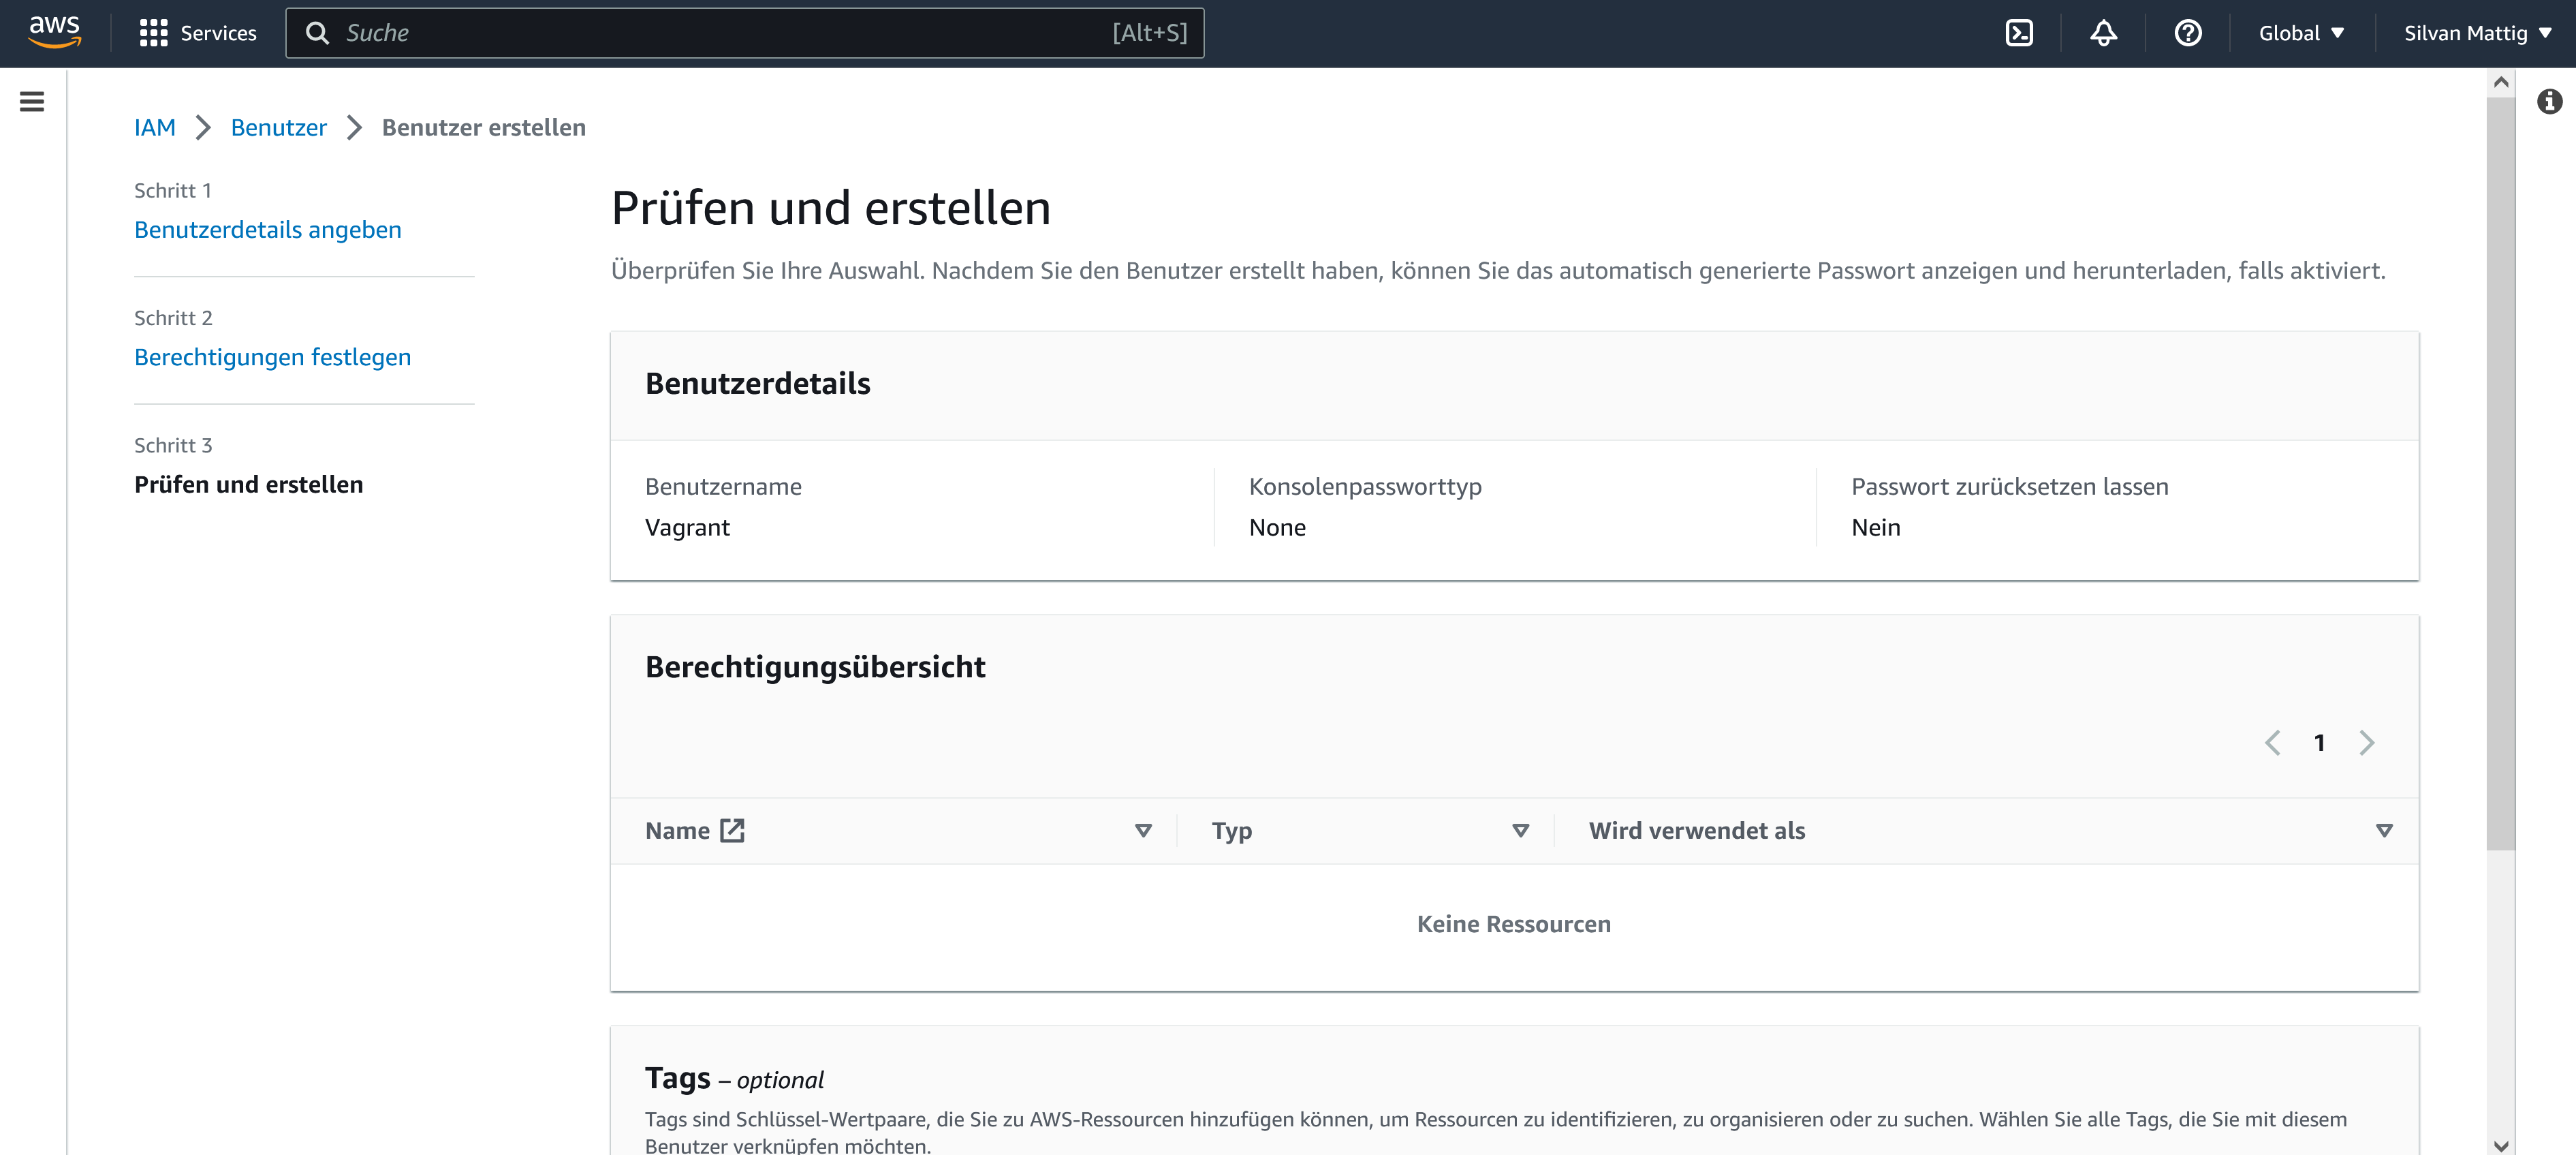 aws
Services
Suche
[Alt+S]
Global
Silvan Mattig
IAM
Benutzer
Benutzer erstellen
Schritt 1
Benutzerdetails angeben
Schritt 2
Berechtigungen festlegen
Schritt 3
Prüfen und erstellen
Prüfen und erstellen
Überprüfen Sie Ihre Auswahl. Nachdem Sie den Benutzer erstellt haben, können Sie das automatisch generierte Passwort anzeigen und herunterladen, falls aktiviert.
Benutzerdetails
Benutzername
Vagrant
Konsolenpassworttyp
None
Passwort zurücksetzen lassen
Nein
Berechtigungsübersicht
1
Name
Typ
Wird verwendet als
Keine Ressourcen
Tags – optional
Tags sind Schlüssel-Wertpaare, die Sie zu AWS-Ressourcen hinzufügen können, um Ressourcen zu identifizieren, zu organisieren oder zu suchen. Wählen Sie alle Tags, die Sie mit diesem
Benutzer verknüpfen möchten.